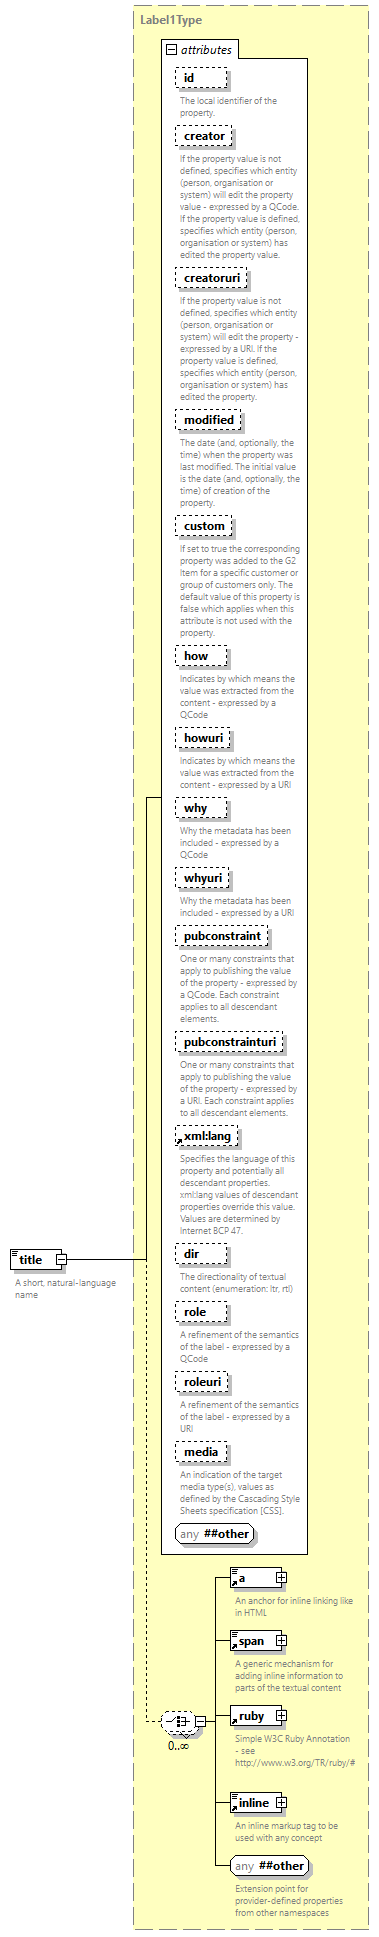 Label1Type
attributes
id
The local identifier of the
property.
creator
If the property value is not
defined, specifies which entity
(person, organisation or
system) will edit the property
value - expressed by a QCode.
If the property value is defined,
specifies which entity (person,
organisation or system) has
edited the property value.
creatoruri
If the property value is not
defined, specifies which entity
(person, organisation or
system) will edit the property -
expressed by a URI. If the
property value is defined,
specifies which entity (person,
organisation or system) has
edited the property.
modified
The date (and, optionally, the
time) when the property was
last modified. The initial value
is the date (and, optionally, the
time) of creation of the
property.
custom
If set to true the corresponding
property was added to the G2
Item for a specific customer or
group of customers only. The
default value of this property is
false which applies when this
attribute is not used with the
property.
how
Indicates by which means the
value was extracted from the
content - expressed by a
QCode
howuri
Indicates by which means the
value was extracted from the
content - expressed by a URI
why
Why the metadata has been
included - expressed by a
QCode
whyuri
Why the metadata has been
included - expressed by a URI
pubconstraint
One or many constraints that
apply to publishing the value
of the property - expressed by
a QCode. Each constraint
applies to all descendant
elements.
pubconstrainturi
One or many constraints that
apply to publishing the value
of the property - expressed by
a URI. Each constraint applies
to all descendant elements.
xml:lang
Specifies the language of this
property and potentially all
descendant properties.
xml:lang values of descendant
properties override this value.
Values are determined by
Internet BCP 47.
title
A short, natural-language
name
dir
The directionality of textual
content (enumeration: ltr, rtl)
role
A refinement of the semantics
of the label - expressed by a
QCode
roleuri
A refinement of the semantics
of the label - expressed by a
URI
media
An indication of the target
media type(s), values as
defined by the Cascading Style
Sheets specification [CSS].
any ##other
a
An anchor for inline linking like
in HTML
span
A generic mechanism for
adding inline information to
parts of the textual content
0..∞
ruby
Simple W3C Ruby Annotation
- see
http://www.w3.org/TR/ruby/#
inline
An inline markup tag to be
used with any concept
any ##other
Extension point for
provider-defined properties
from other namespaces